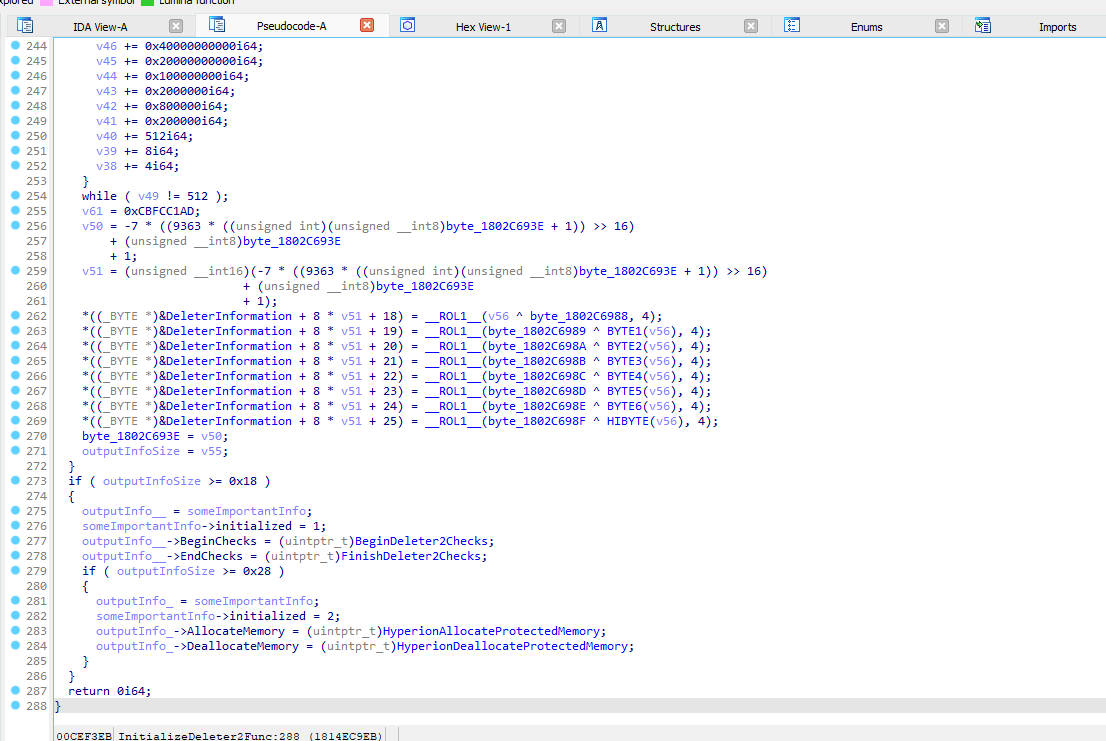 External symbol Lumina function
IDA View-A Pseudocode-A Hex View-1 Structures Enums Imports
244 v46 += 0x40000000000i64;
245 v45 += 0x20000000000i64;
246 v44 += 0x100000000i64;
247 v43 += 0x2000000i64;
248 v42 += 0x800000i64;
249 v41 += 0x200000i64;
250 v40 += 512i64;
251 v39 += 8i64;
252 v38 += 4i64;
253 }
254 while ( v49 != 512 );
255 v61 = 0xCBFCC1AD;
256 v50 = -7 * ((9363 * ((unsigned int)(unsigned __int8)byte_1802C693E + 1)) >> 16)
257 + (unsigned __int8)byte_1802C693E
258 + 1;
259 v51 = (unsigned __int16)(-7 * ((9363 * ((unsigned int)(unsigned __int8)byte_1802C693E + 1)) >> 16)
260 + (unsigned __int8)byte_1802C693E
261 + 1);
262 *((_BYTE *)&DeleterInformation + 8 * v51 + 18) = __ROL1__(v56 ^ byte_1802C6988, 4);
263 *((_BYTE *)&DeleterInformation + 8 * v51 + 19) = __ROL1__(byte_1802C6989 ^ BYTE1(v56), 4);
264 *((_BYTE *)&DeleterInformation + 8 * v51 + 20) = __ROL1__(byte_1802C698A ^ BYTE2(v56), 4);
265 *((_BYTE *)&DeleterInformation + 8 * v51 + 21) = __ROL1__(byte_1802C698B ^ BYTE3(v56), 4);
266 *((_BYTE *)&DeleterInformation + 8 * v51 + 22) = __ROL1__(byte_1802C698C ^ BYTE4(v56), 4);
267 *((_BYTE *)&DeleterInformation + 8 * v51 + 23) = __ROL1__(byte_1802C698D ^ BYTE5(v56), 4);
268 *((_BYTE *)&DeleterInformation + 8 * v51 + 24) = __ROL1__(byte_1802C698E ^ BYTE6(v56), 4);
269 *((_BYTE *)&DeleterInformation + 8 * v51 + 25) = __ROL1__(byte_1802C698F ^ HIBYTE(v56), 4);
270 byte_1802C693E = v50;
271 outputInfoSize = v55;
272 }
273 if ( outputInfoSize >= 0x18 )
274 {
275 outputInfo__ = someImportantInfo;
276 someImportantInfo->initialized = 1;
277 outputInfo__->BeginChecks = (uintptr_t)BeginDeleter2Checks;
278 outputInfo__->EndChecks = (uintptr_t)FinishDeleter2Checks;
279 if ( outputInfoSize >= 0x28 )
280 {
281 outputInfo_ = someImportantInfo;
282 someImportantInfo->initialized = 2;
283 outputInfo_->AllocateMemory = (uintptr_t)HyperionAllocateProtectedMemory;
284 outputInfo_->DeallocateMemory = (uintptr_t)HyperionDeallocateProtectedMemory;
285 }
286 }
287 return 0i64;
288 }
00CEF3EB InitializeDeleter2Func:288 (1814EC9EB)